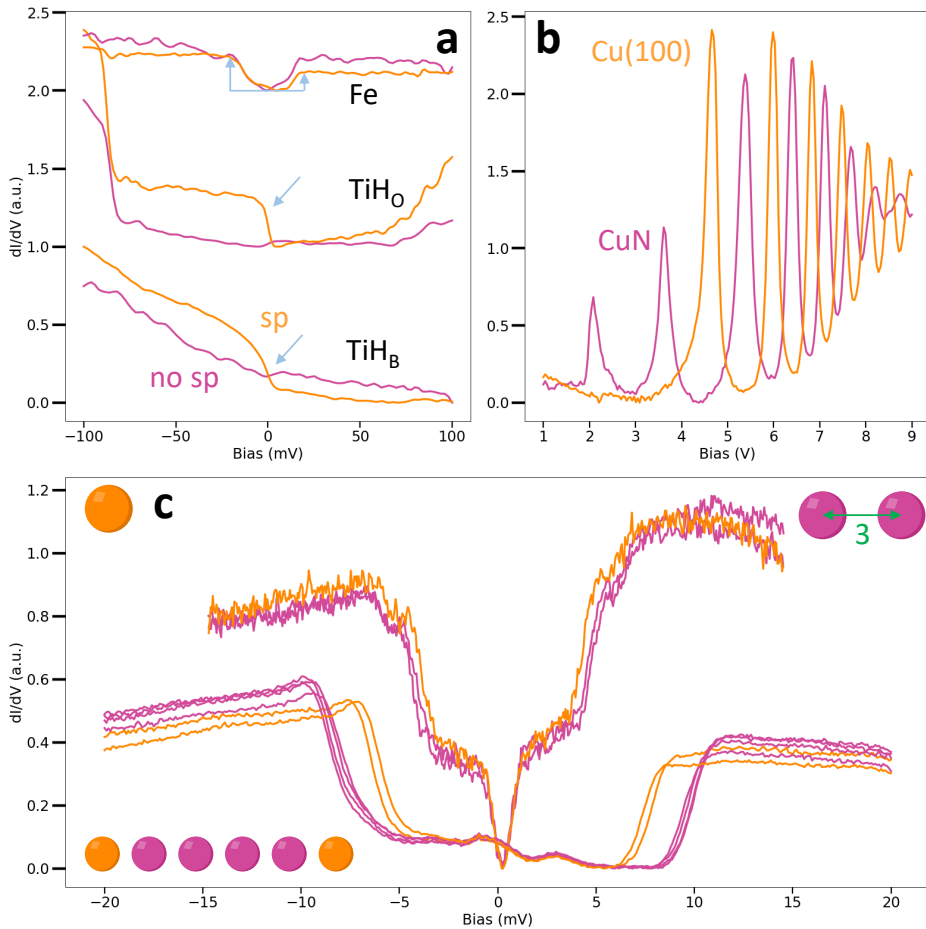 a
Fe
TiH_O
sp
no sp
TiH_B
dI/dV (a.u.)
2.5
2.0
1.5
1.0
0.5
0.0
−100
−50
0
50
100
Bias (mV)
b
Cu(100)
CuN
dI/dV (a.u.)
2.5
2.0
1.5
1.0
0.5
0.0
1
2
3
4
5
6
7
8
9
Bias (V)
c
3
dI/dV (a.u.)
1.2
1.0
0.8
0.6
0.4
0.2
0.0
−20
−15
−10
−5
0
5
10
15
20
Bias (mV)